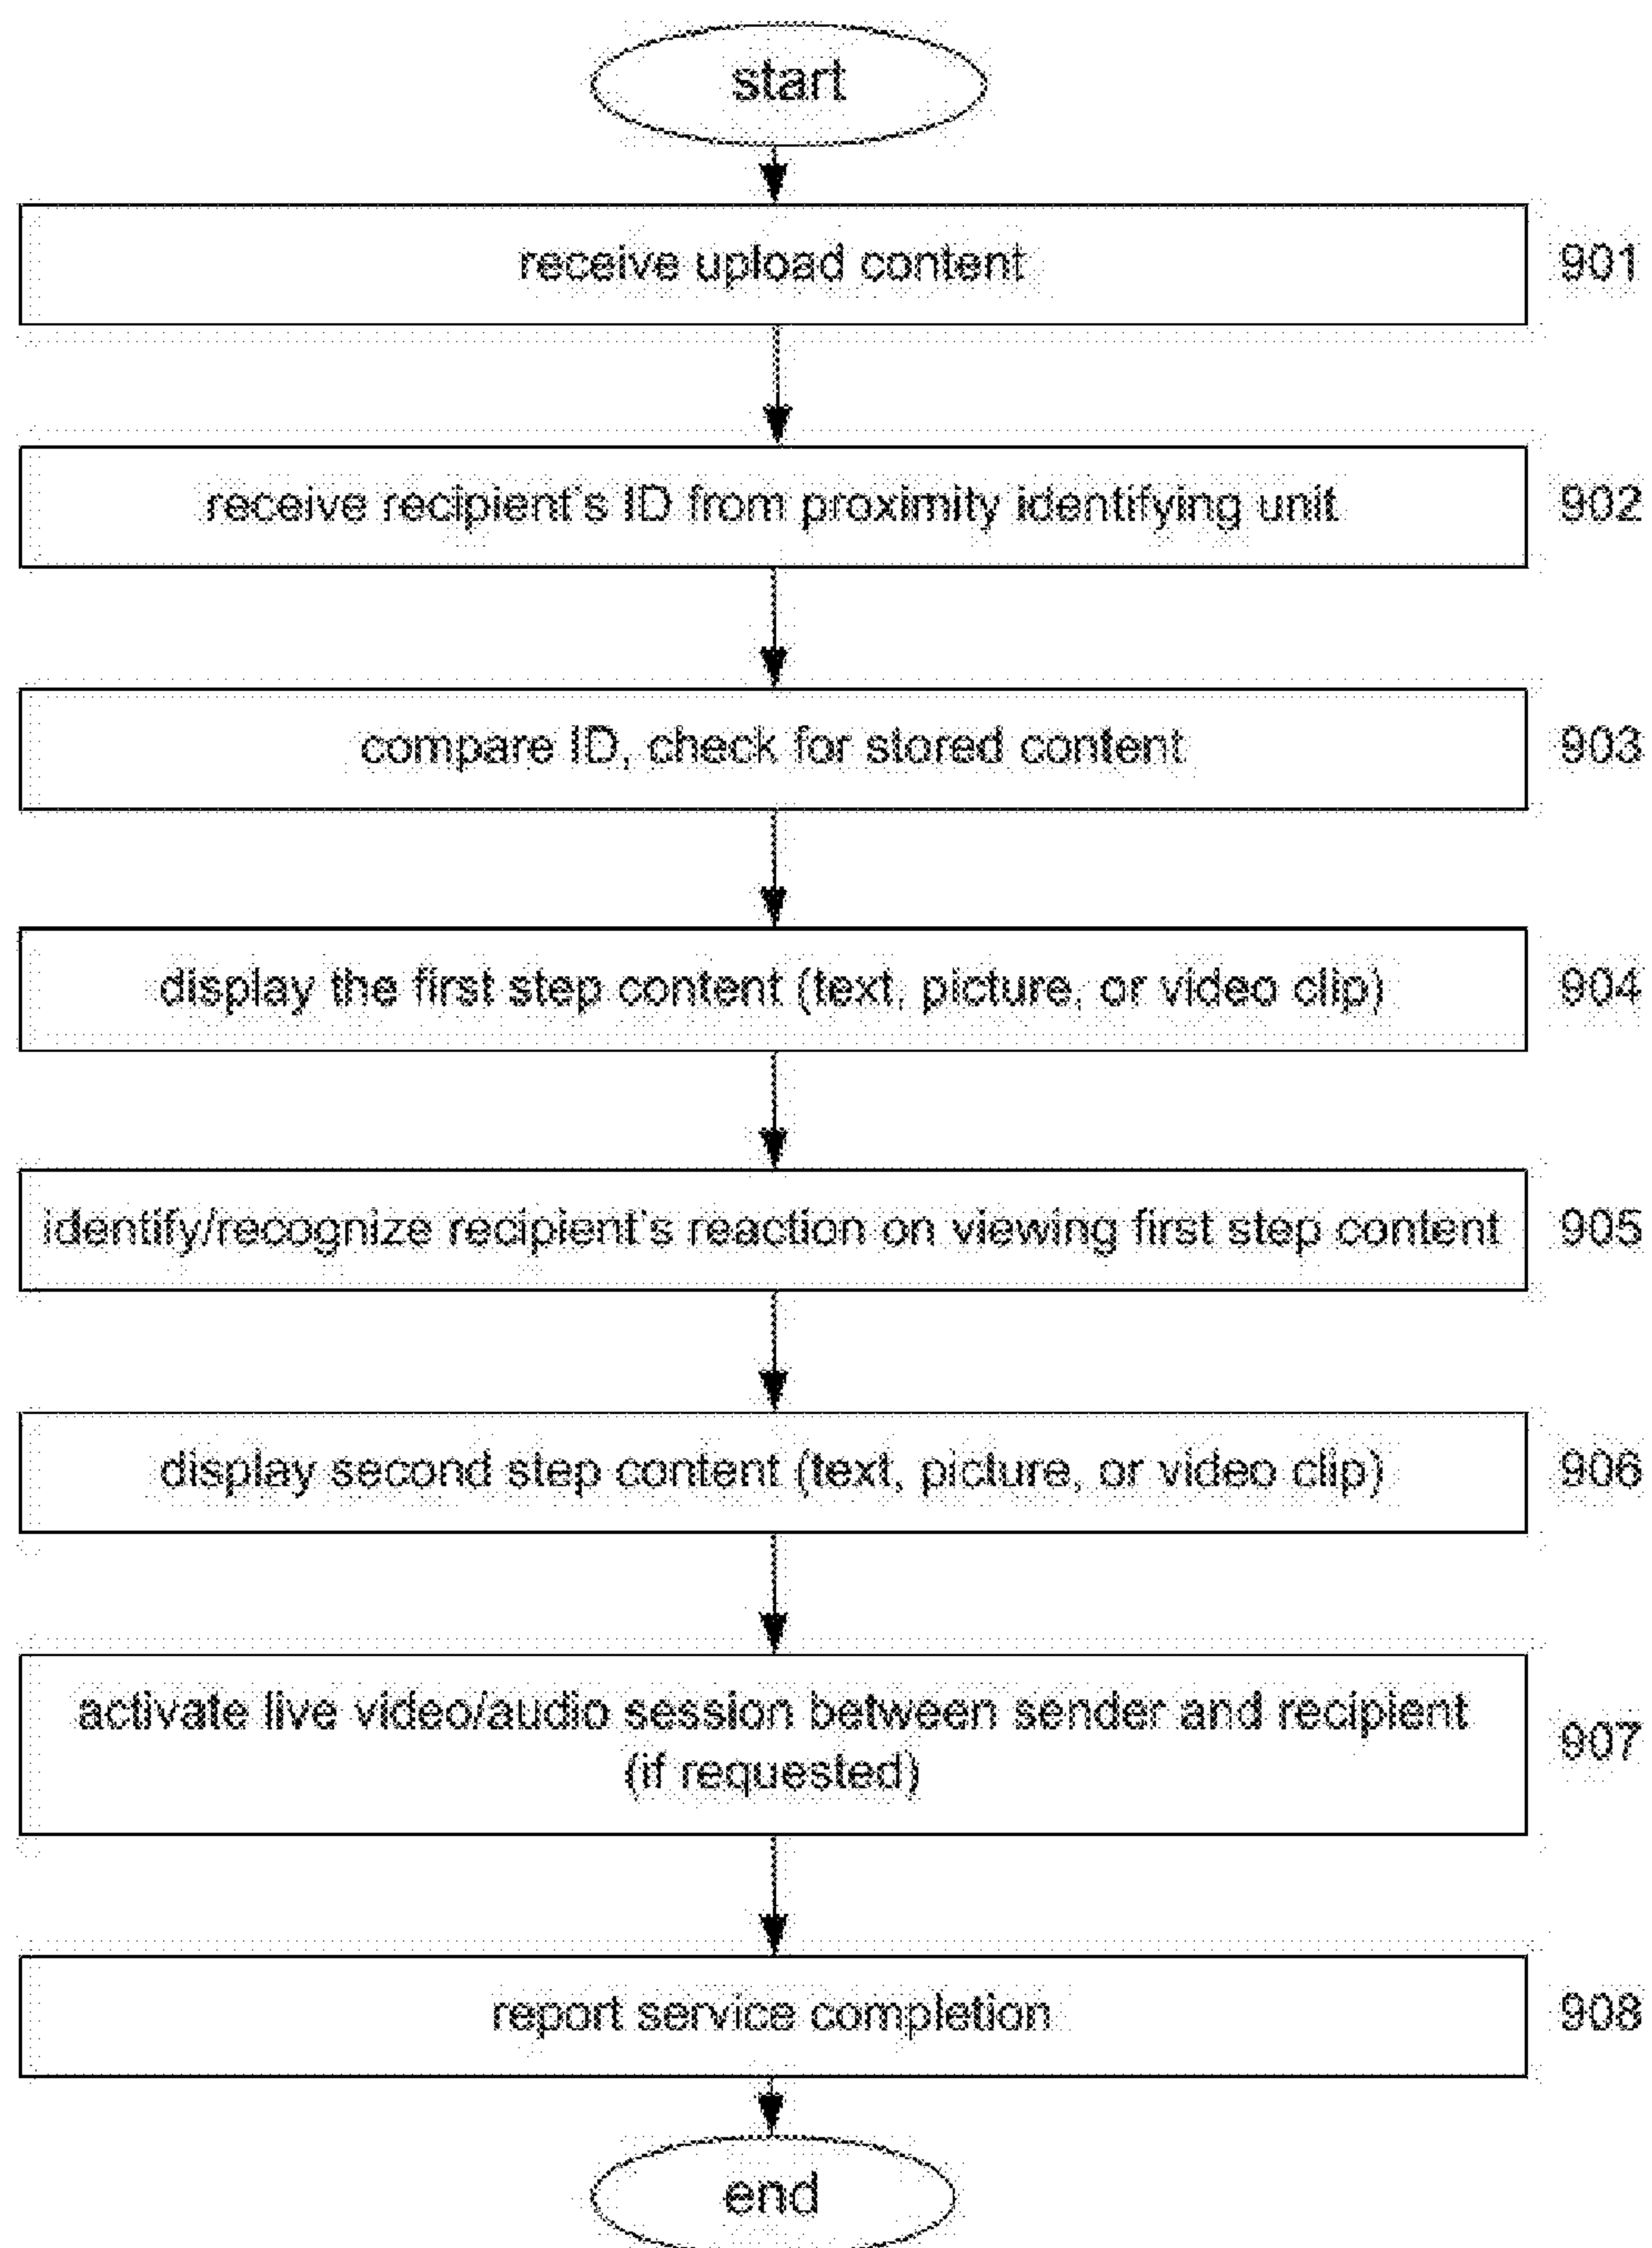 start
receive upload content
901
receive recipient's ID from proximity identifying unit
902
compare ID, check for stored content
903
display the first step content (text, picture, or video clip)
904
identify/recognize recipient's reaction on viewing first step content
905
display second step content (text, picture, or video clip)
906
activate live video/audio session between sender and recipient
(if requested)
907
report service completion
908
end